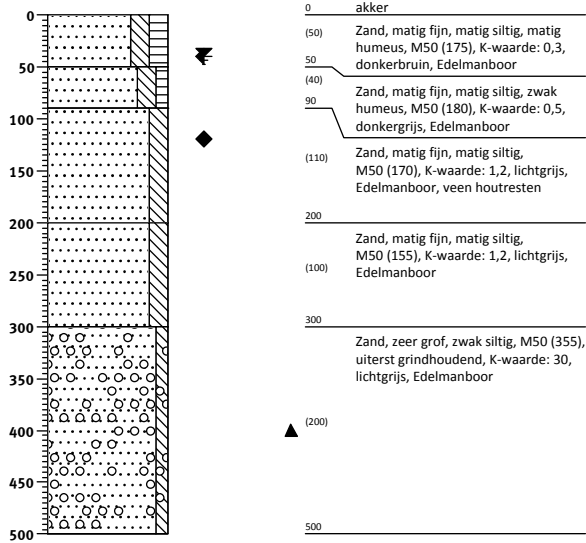 0
50
100
150
200
250
300
350
400
450
500
0 akker
(50) Zand, matig fijn, matig siltig, matig
humeus, M50 (175), K-waarde: 0,3,
50 donkerbruin, Edelmanboor
(40) Zand, matig fijn, matig siltig, zwak
90 humeus, M50 (180), K-waarde: 0,5,
donkergrijs, Edelmanboor
(110) Zand, matig fijn, matig siltig,
M50 (170), K-waarde: 1,2, lichtgrijs,
Edelmanboor, veen houtresten
200
Zand, matig fijn, matig siltig,
M50 (155), K-waarde: 1,2, lichtgrijs,
(100) Edelmanboor
300
Zand, zeer grof, zwak siltig, M50 (355),
uiterst grindhoudend, K-waarde: 30,
lichtgrijs, Edelmanboor
(200)
500